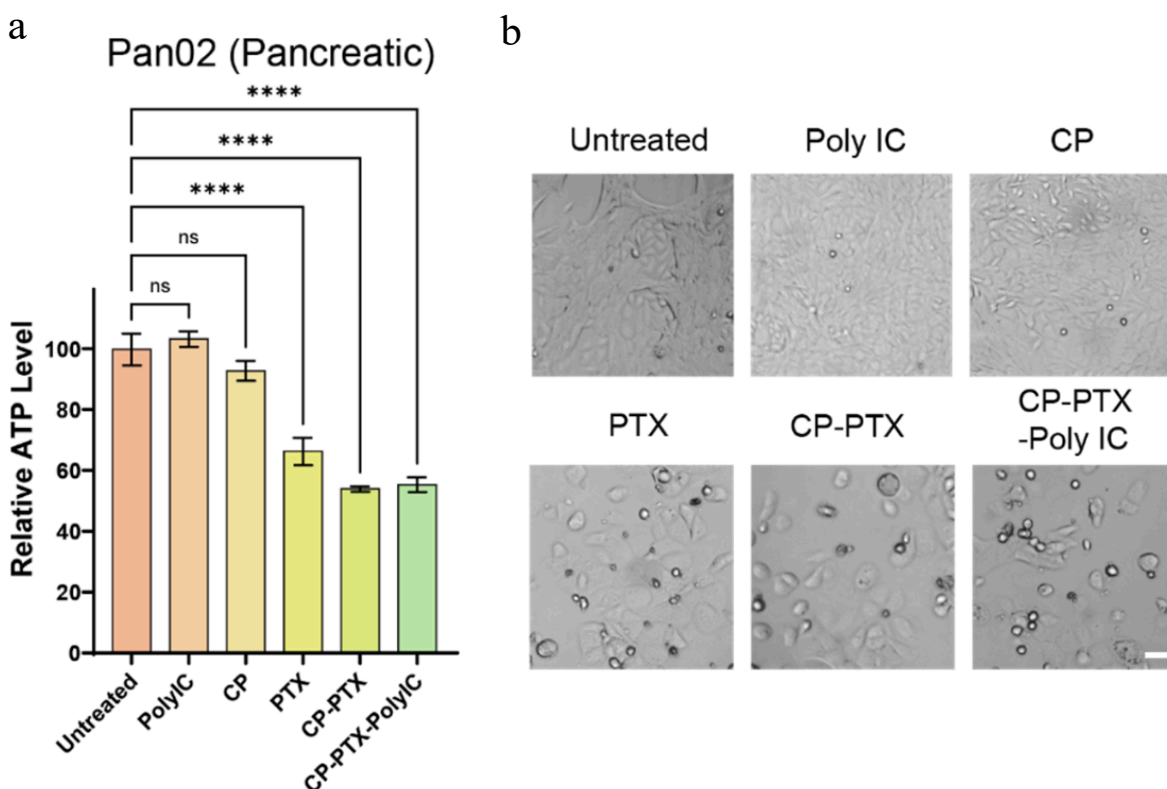 a
Pan02 (Pancreatic)
****
****
****
ns
ns
Relative ATP Level
100
80
60
40
20
0
Untreated
PolyIC
CP
PTX
CP-PTX
CP-PTX-PolyIC
b
Untreated
Poly IC
CP
PTX
CP-PTX
CP-PTX
-Poly IC